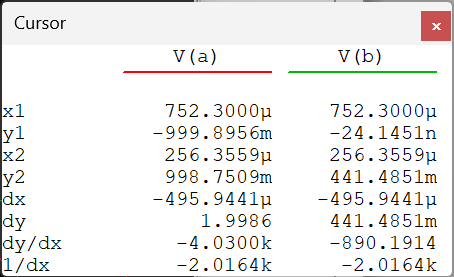 Cursor
V(a) V(b)
x1 752.3000µ 752.3000µ
y1 -999.8956m -24.1451n
x2 256.3559µ 256.3559µ
y2 998.7509m 441.4851m
dx -495.9441µ -495.9441µ
dy 1.9986 441.4851m
dy/dx -4.0300k -890.1914
1/dx -2.0164k -2.0164k